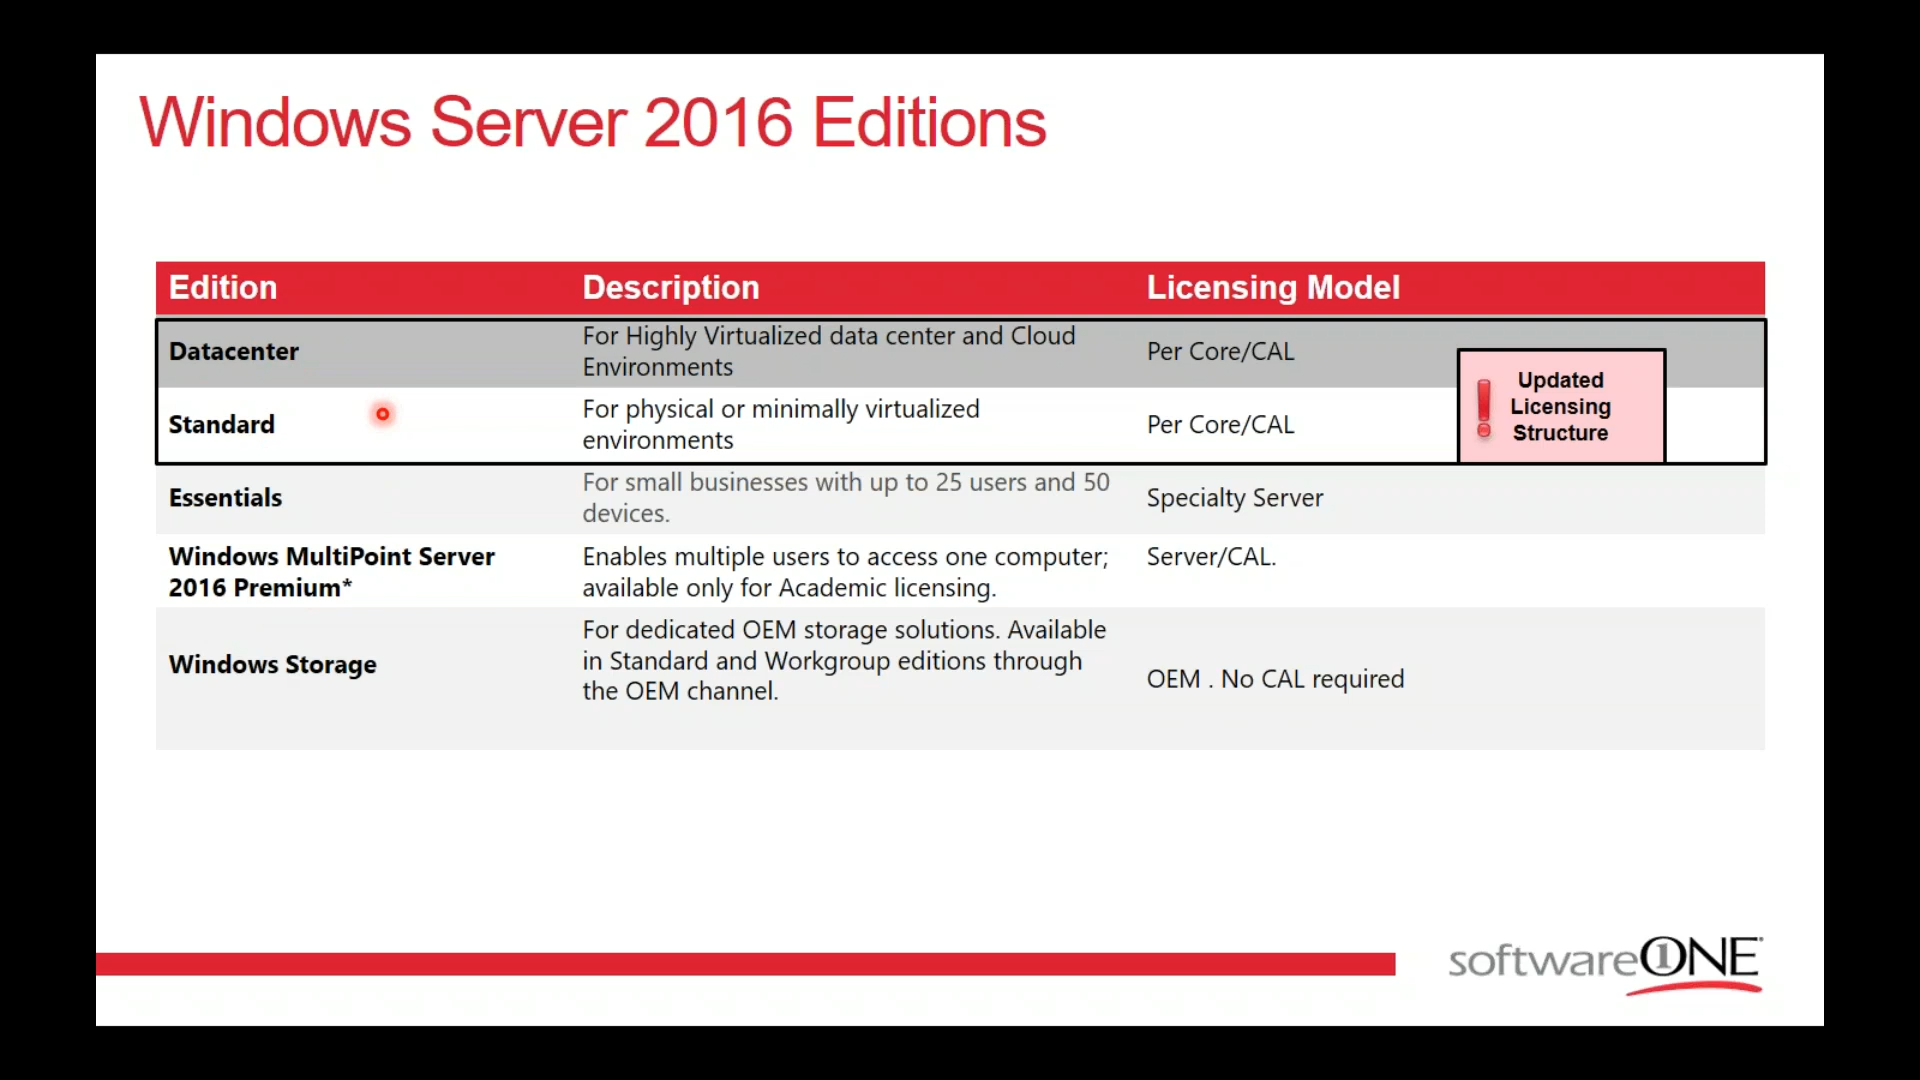 Windows Server 2016 Editions
Edition Description Licensing Model
Datacenter
For Highly Virtualized data center and Cloud
Environments
Per Core/CAL
Standard
For physical or minimally virtualized
environments
Per Core/CAL
Updated
Licensing
Structure
Essentials
For small businesses with up to 25 users and 50
devices.
Specialty Server
Windows MultiPoint Server
2016 Premium*
Enables multiple users to access one computer;
available only for Academic licensing.
Server/CAL.
Windows Storage
For dedicated OEM storage solutions. Available
in Standard and Workgroup editions through
the OEM channel.
OEM . No CAL required
softwareONE